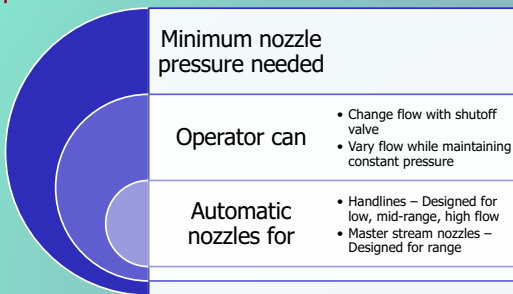 Minimum nozzle
pressure needed
Operator can
• Change flow with shutoff
valve
• Vary flow while maintaining
constant pressure
Automatic
nozzles for
• Handlines – Designed for
low, mid-range, high flow
• Master stream nozzles –
Designed for range